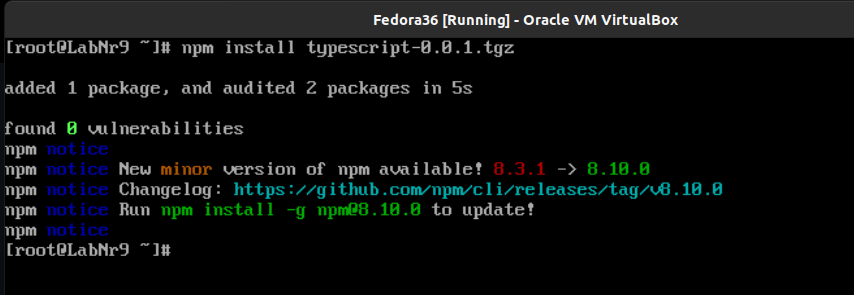 Fedora36 [Running] - Oracle VM VirtualBox
[root@LabNr9 ~]# npm install typescript-0.0.1.tgz
added 1 package, and audited 2 packages in 5s
found 0 vulnerabilities
npm notice
npm notice New minor version of npm available! 8.3.1 -> 8.10.0
npm notice Changelog: https://github.com/npm/cli/releases/tag/v8.10.0
npm notice Run npm install -g npm@8.10.0 to update!
npm notice
[root@LabNr9 ~]#